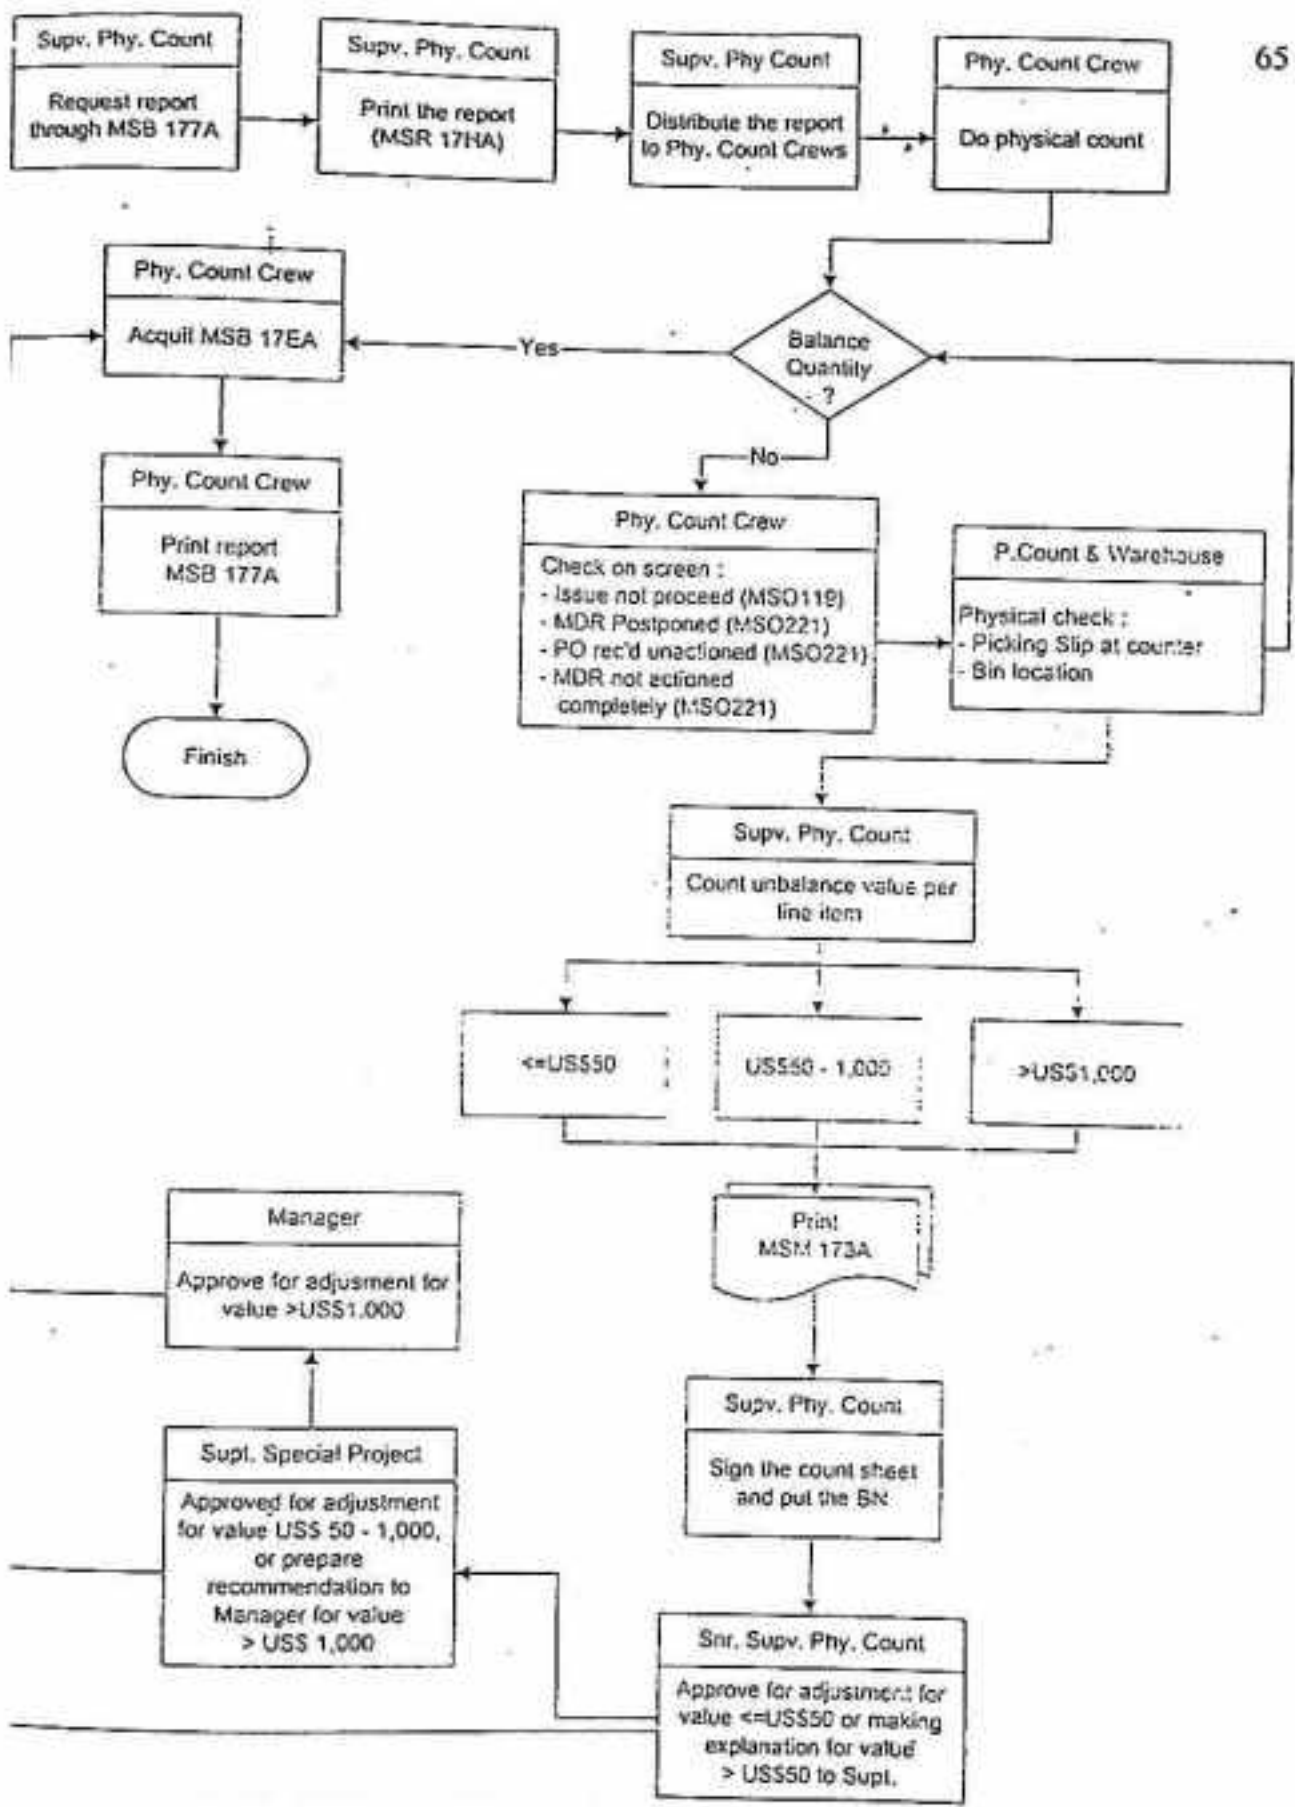 65
Supv. Phy. Count
Request report
through MSB 177A
Supv. Phy. Count
Print the report
(MSR 17HA)
Supv. Phy Count
Distribute the report
to Phy. Count Crews
Phy. Count Crew
Do physical count
Balance
Quantity
?
Yes
Phy. Count Crew
Acquit MSB 17EA
Phy. Count Crew
Print report
MSB 177A
Finish
No
Phy. Count Crew
Check on screen :
- Issue not proceed (MSO119)
- MDR Postponed (MSO221)
- PO rec'd unactioned (MSO221)
- MDR not actioned
completely (MSO221)
P.Count & Warehouse
Physical check :
- Picking Slip at counter
- Bin location
Supv. Phy. Count
Count unbalance value per
line item
<=US$50
US$50 - 1,000
>US$1,000
Print
MSM 173A
Supv. Phy. Count
Sign the count sheet
and put the BN
Snr. Supv. Phy. Count
Approve for adjustment for
value <=US$50 or making
explanation for value
> US$50 to Supt.
Supt. Special Project
Approved for adjustment
for value US$ 50 - 1,000,
or prepare
recommendation to
Manager for value
> US$ 1,000
Manager
Approve for adjusment for
value >US$1.000